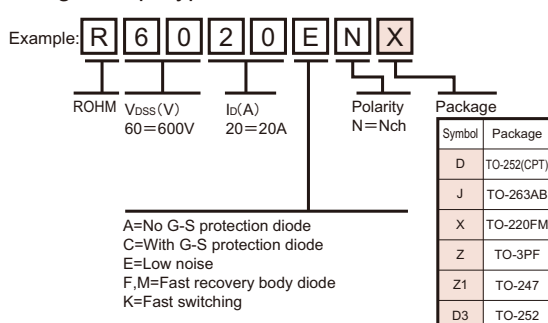 Example: R 6 0 2 0 E N X
ROHM
VDSS(V)
60=600V
ID(A)
20=20A
Polarity
N=Nch
Package
Symbol Package
D TO-252(CPT)
J TO-263AB
X TO-220FM
Z TO-3PF
Z1 TO-247
D3 TO-252
A=No G-S protection diode
C=With G-S protection diode
E=Low noise
F,M=Fast recovery body diode
K=Fast switching